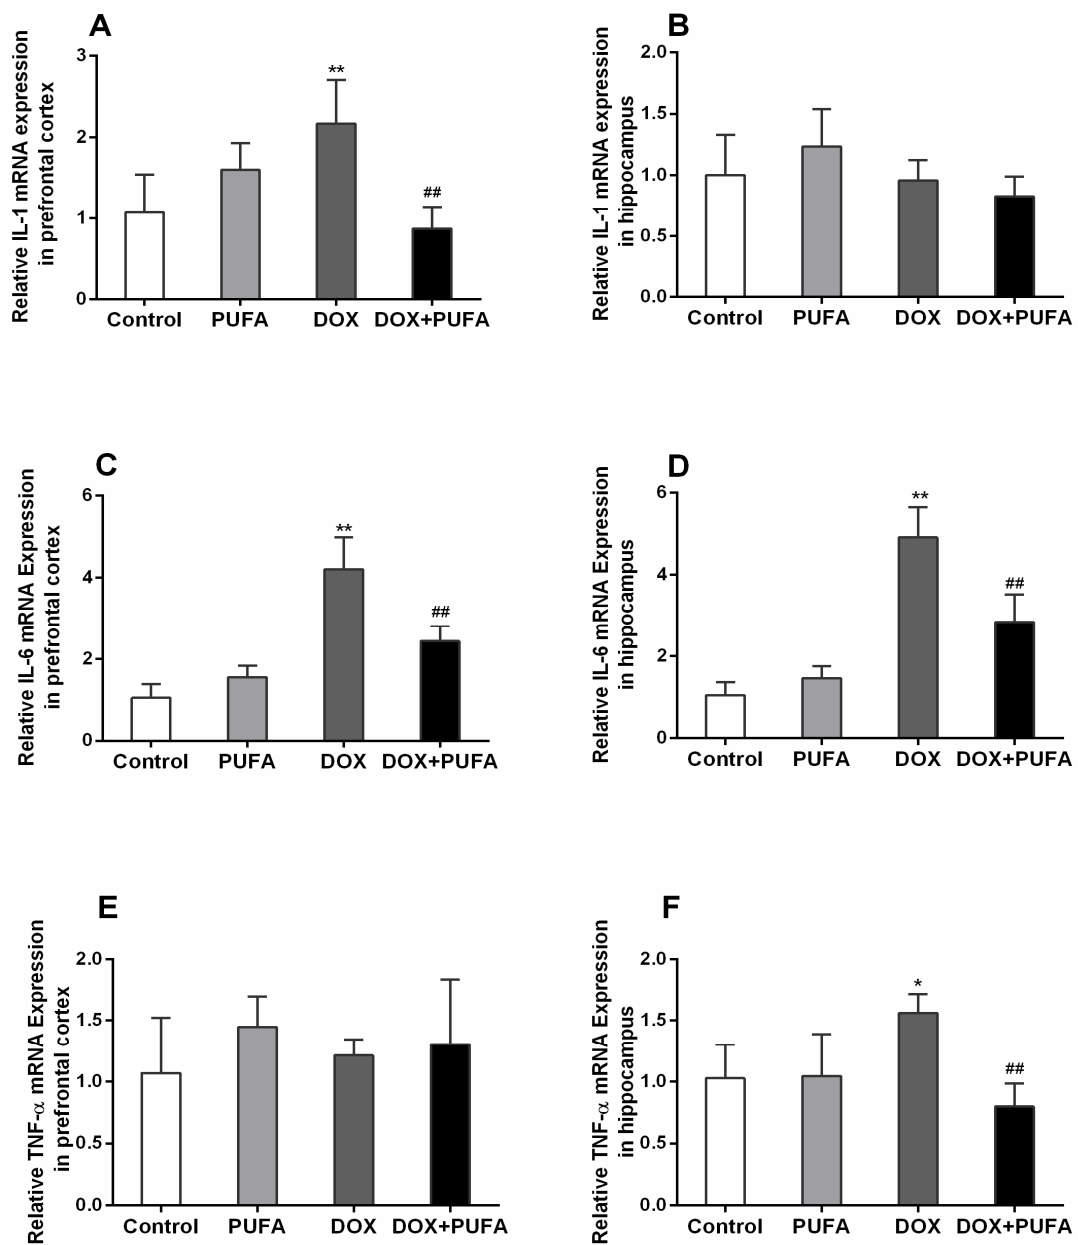 A
Relative IL-1 mRNA expression
in prefrontal cortex
3
2
1
0
**
##
Control PUFA DOX DOX+PUFA
B
Relative IL-1 mRNA expression
in hippocampus
2.0
1.5
1.0
0.5
0.0
Control PUFA DOX DOX+PUFA
C
Relative IL-6 mRNA Expression
in prefrontal cortex
6
4
2
0
**
##
Control PUFA DOX DOX+PUFA
D
Relative IL-6 mRNA Expression
in hippocampus
6
4
2
0
**
##
Control PUFA DOX DOX+PUFA
E
Relative TNF-α mRNA Expression
in prefrontal cortex
2.0
1.5
1.0
0.5
0.0
Control PUFA DOX DOX+PUFA
F
Relative TNF-α mRNA Expression
in hippocampus
2.0
1.5
1.0
0.5
0.0
*
##
Control PUFA DOX DOX+PUFA